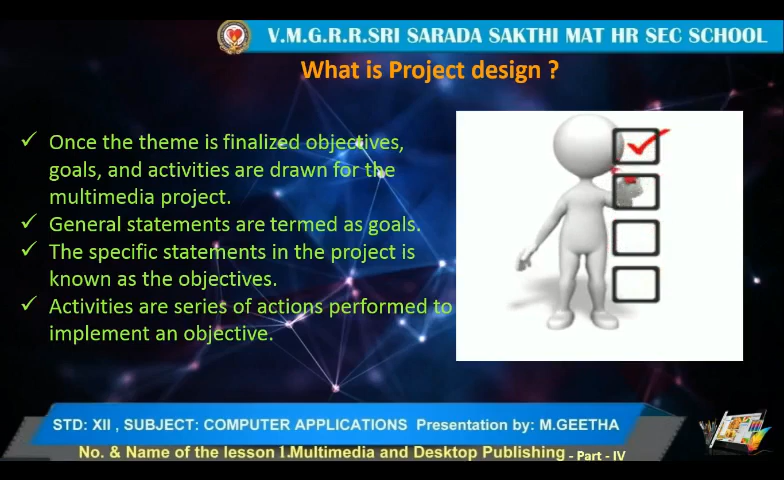 V.M.G.R.R.SRI SARADA SAKTHI MAT HR SEC SCHOOL
What is Project design ?
Once the theme is finalized objectives,
goals, and activities are drawn for the
multimedia project.
General statements are termed as goals.
The specific statements in the project is
known as the objectives.
Activities are series of actions performed to
implement an objective.
STD: XII , SUBJECT: COMPUTER APPLICATIONS Presentation by: M.GEETHA
No. & Name of the lesson 1.Multimedia and Desktop Publishing - Part - IV